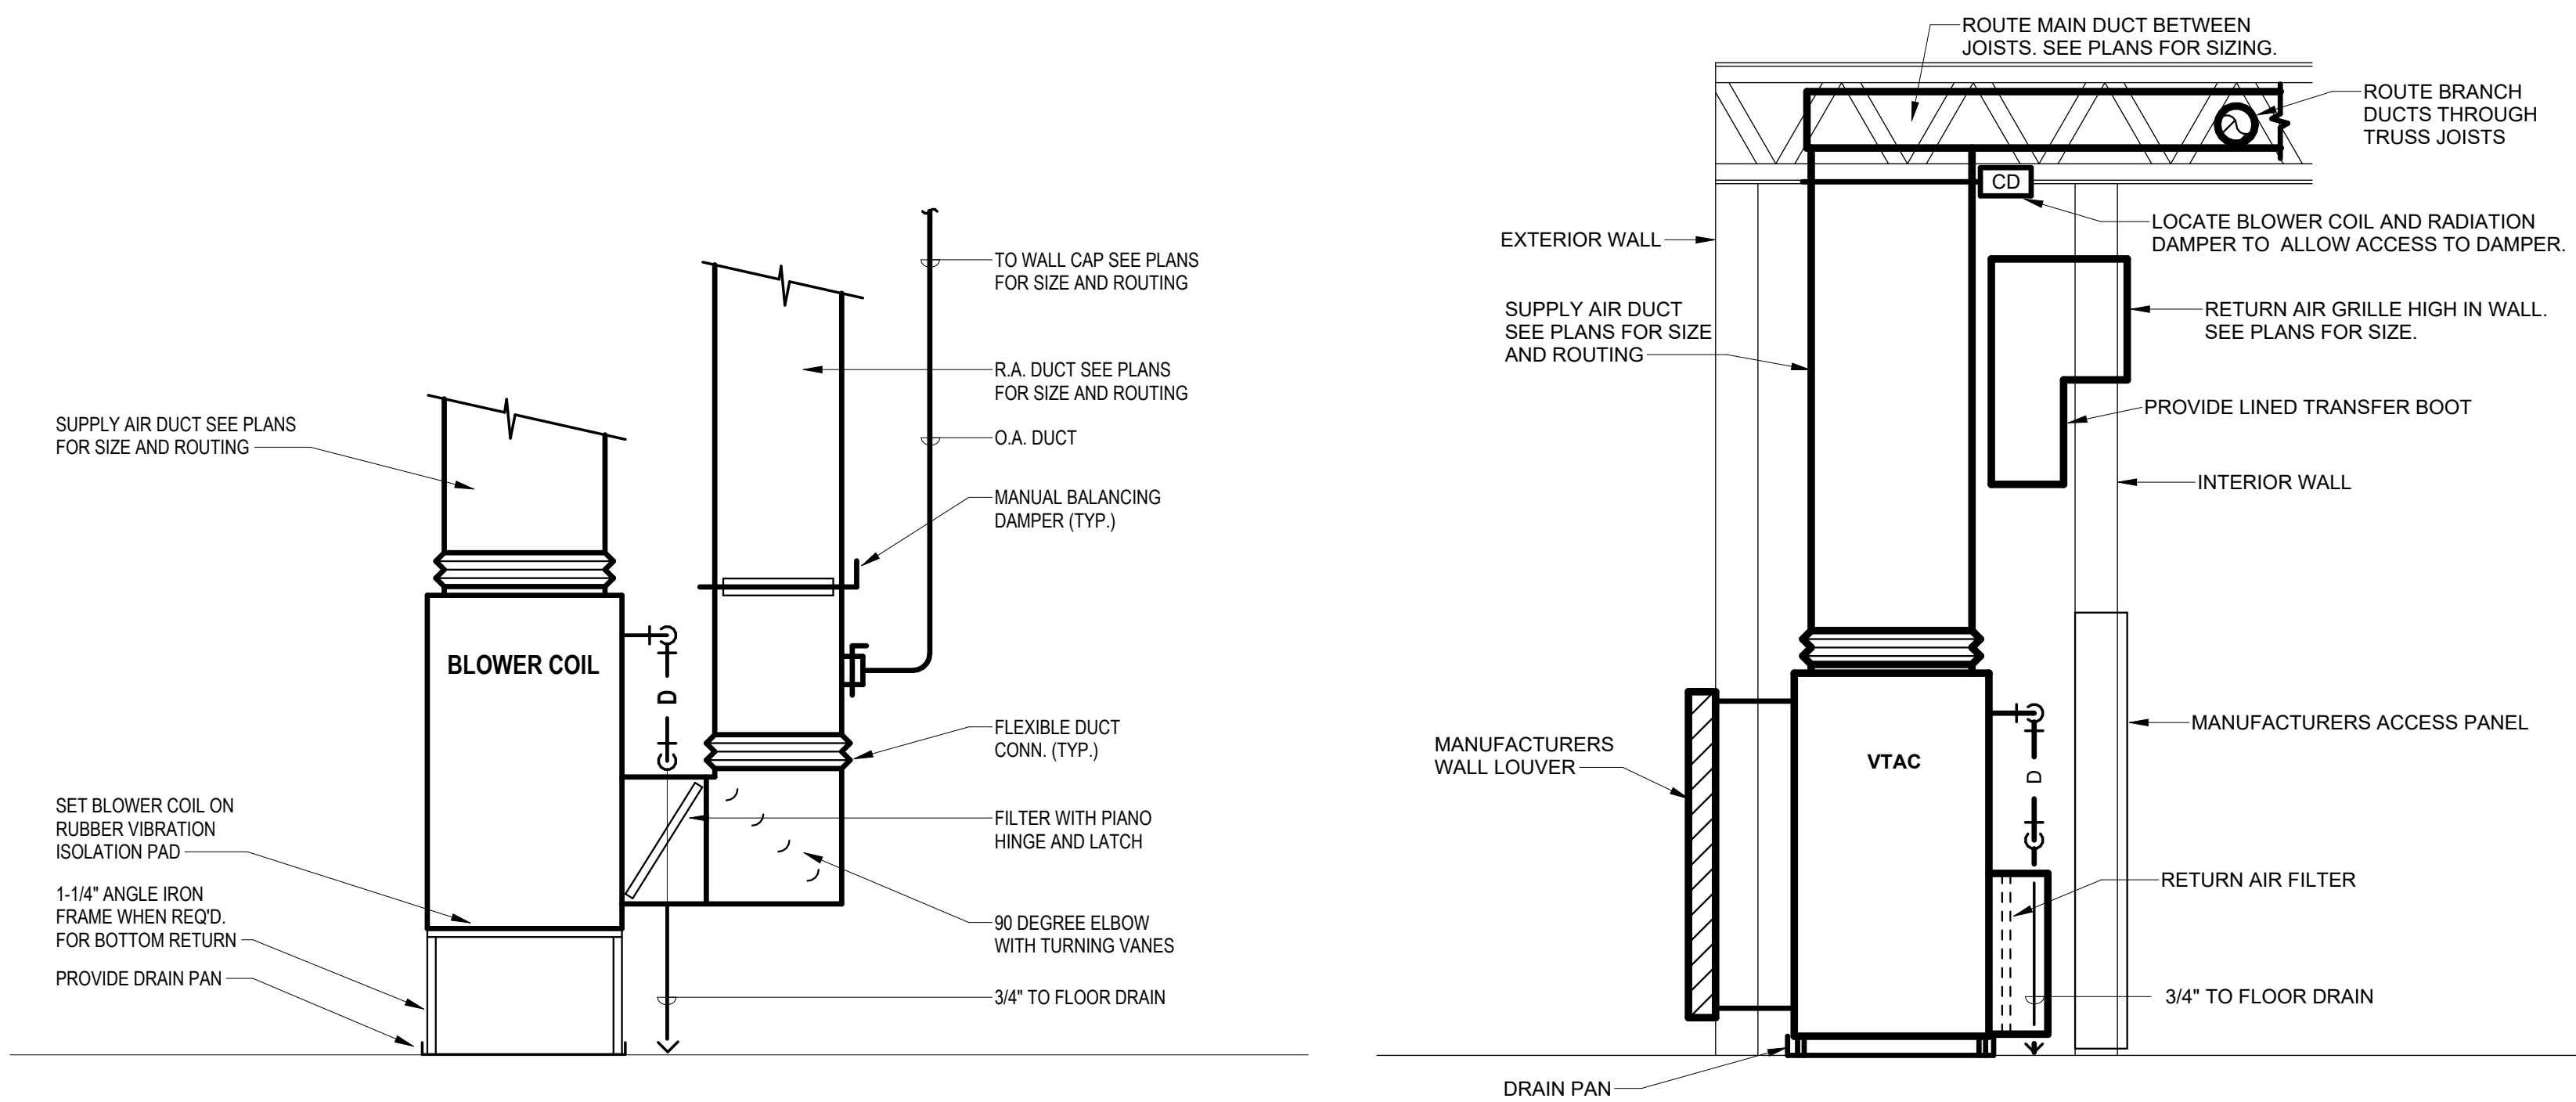 SUPPLY AIR DUCT SEE PLANS
FOR SIZE AND ROUTING
BLOWER COIL
D
SET BLOWER COIL ON
RUBBER VIBRATION
ISOLATION PAD
1-1/4" ANGLE IRON
FRAME WHEN REQ'D.
FOR BOTTOM RETURN
PROVIDE DRAIN PAN
TO WALL CAP SEE PLANS
FOR SIZE AND ROUTING
R.A. DUCT SEE PLANS
FOR SIZE AND ROUTING
O.A. DUCT
MANUAL BALANCING
DAMPER (TYP.)
FLEXIBLE DUCT
CONN. (TYP.)
FILTER WITH PIANO
HINGE AND LATCH
90 DEGREE ELBOW
WITH TURNING VANES
3/4" TO FLOOR DRAIN
ROUTE MAIN DUCT BETWEEN
JOISTS. SEE PLANS FOR SIZING.
ROUTE BRANCH
DUCTS THROUGH
TRUSS JOISTS
CD
LOCATE BLOWER COIL AND RADIATION
DAMPER TO ALLOW ACCESS TO DAMPER.
EXTERIOR WALL
SUPPLY AIR DUCT
SEE PLANS FOR SIZE
AND ROUTING
RETURN AIR GRILLE HIGH IN WALL.
SEE PLANS FOR SIZE.
PROVIDE LINED TRANSFER BOOT
INTERIOR WALL
MANUFACTURERS
WALL LOUVER
VTAC
D
MANUFACTURERS ACCESS PANEL
RETURN AIR FILTER
3/4" TO FLOOR DRAIN
DRAIN PAN